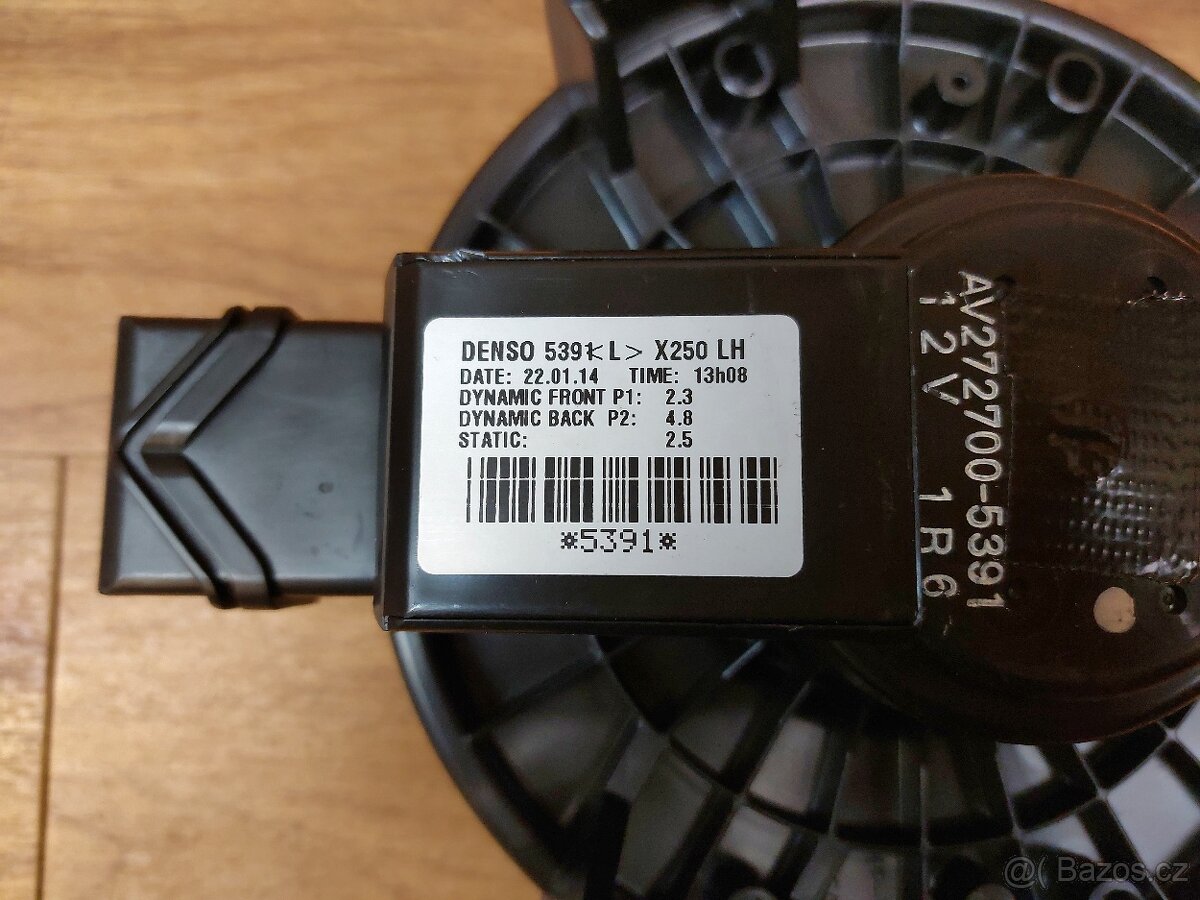 DENSO 5391<L> X250 LH
DATE: 22.01.14 TIME: 13h08
DYNAMIC FRONT P1: 2.3
DYNAMIC BACK P2: 4.8
STATIC: 2.5
*5391*
AV272700-5391
12V 1R6
@( Bazos.cz